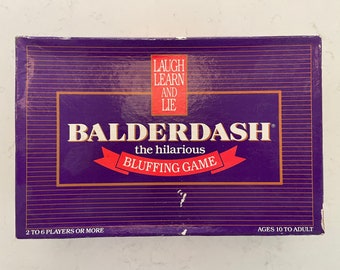 LAUGH
LEARN
AND
LIE
BALDERDASH®
the hilarious
BLUFFING GAME
2 TO 6 PLAYERS OR MORE
AGES 10 TO ADULT